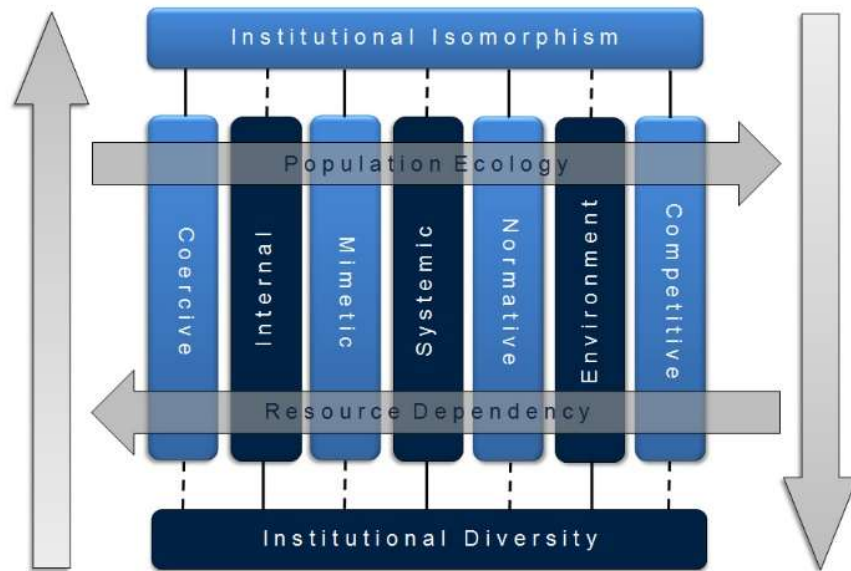 Institutional Isomorphism
Population Ecology
Coercive
Internal
Mimetic
Systemic
Normative
Environment
Competitive
Resource Dependency
Institutional Diversity